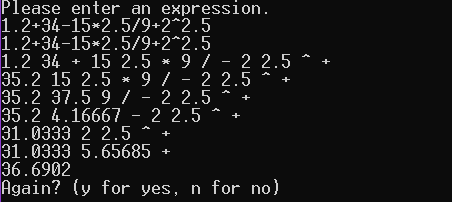 Please enter an expression.
1.2+34-15*2.5/9+2^2.5
1.2+34-15*2.5/9+2^2.5
1.2 34 + 15 2.5 * 9 / - 2 2.5 ^ +
35.2 15 2.5 * 9 / - 2 2.5 ^ +
35.2 37.5 9 / - 2 2.5 ^ +
35.2 4.16667 - 2 2.5 ^ +
31.0333 2 2.5 ^ +
31.0333 5.65685 +
36.6902
Again? (y for yes, n for no)